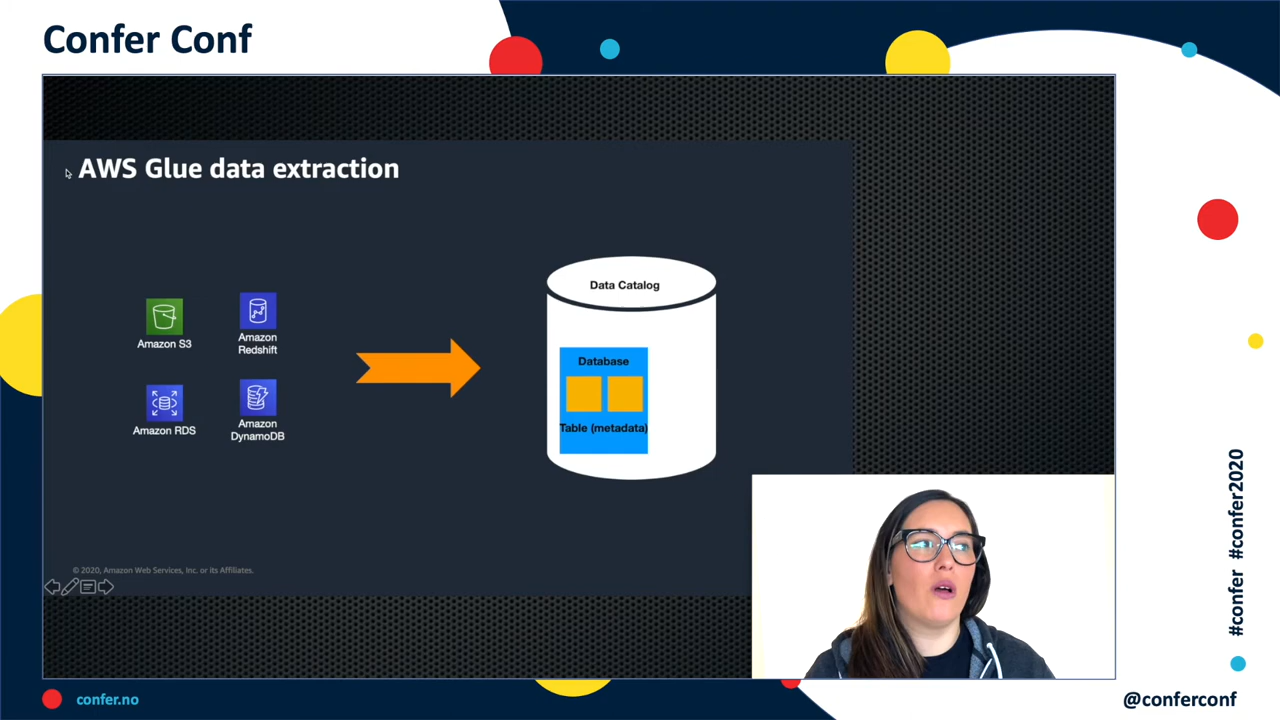 Confer Conf
AWS Glue data extraction
Amazon S3
Amazon
Redshift
Amazon RDS
Amazon
DynamoDB
Data Catalog
Database
Table (metadata)
© 2020, Amazon Web Services, Inc. or its Affiliates.
#confer #confer2020
confer.no
@conferconf